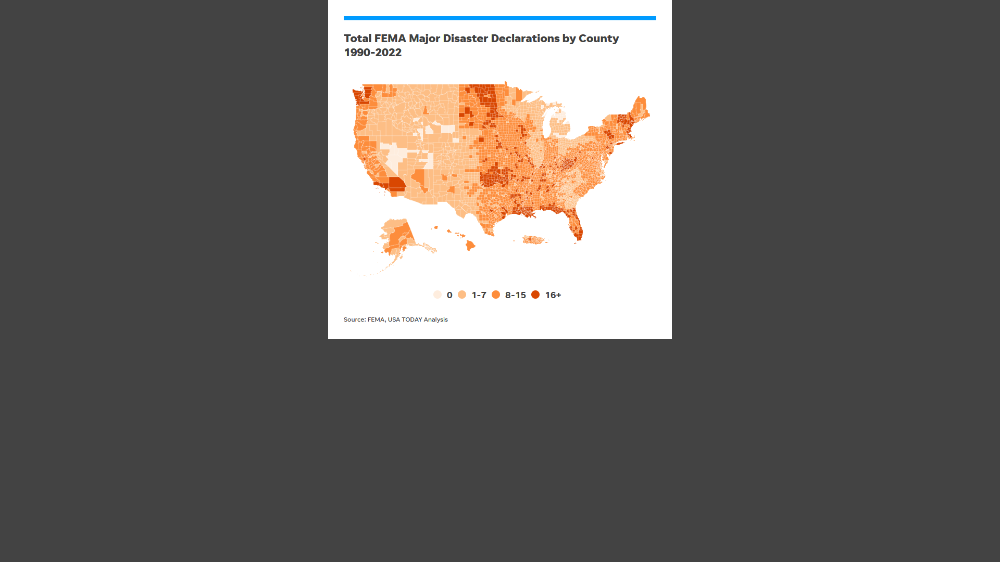 Total FEMA Major Disaster Declarations by County
1990-2022
0 1-7 8-15 16+
Source: FEMA, USA TODAY Analysis